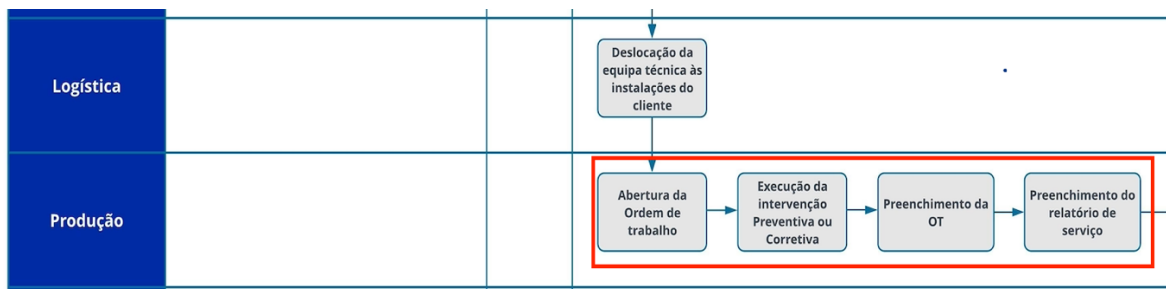 Logística
Deslocação da
equipa técnica às
instalações do
cliente
Produção
Abertura da
Ordem de
trabalho
Execução da
intervenção
Preventiva ou
Corretiva
Preenchimento da
OT
Preenchimento do
relatório de
serviço